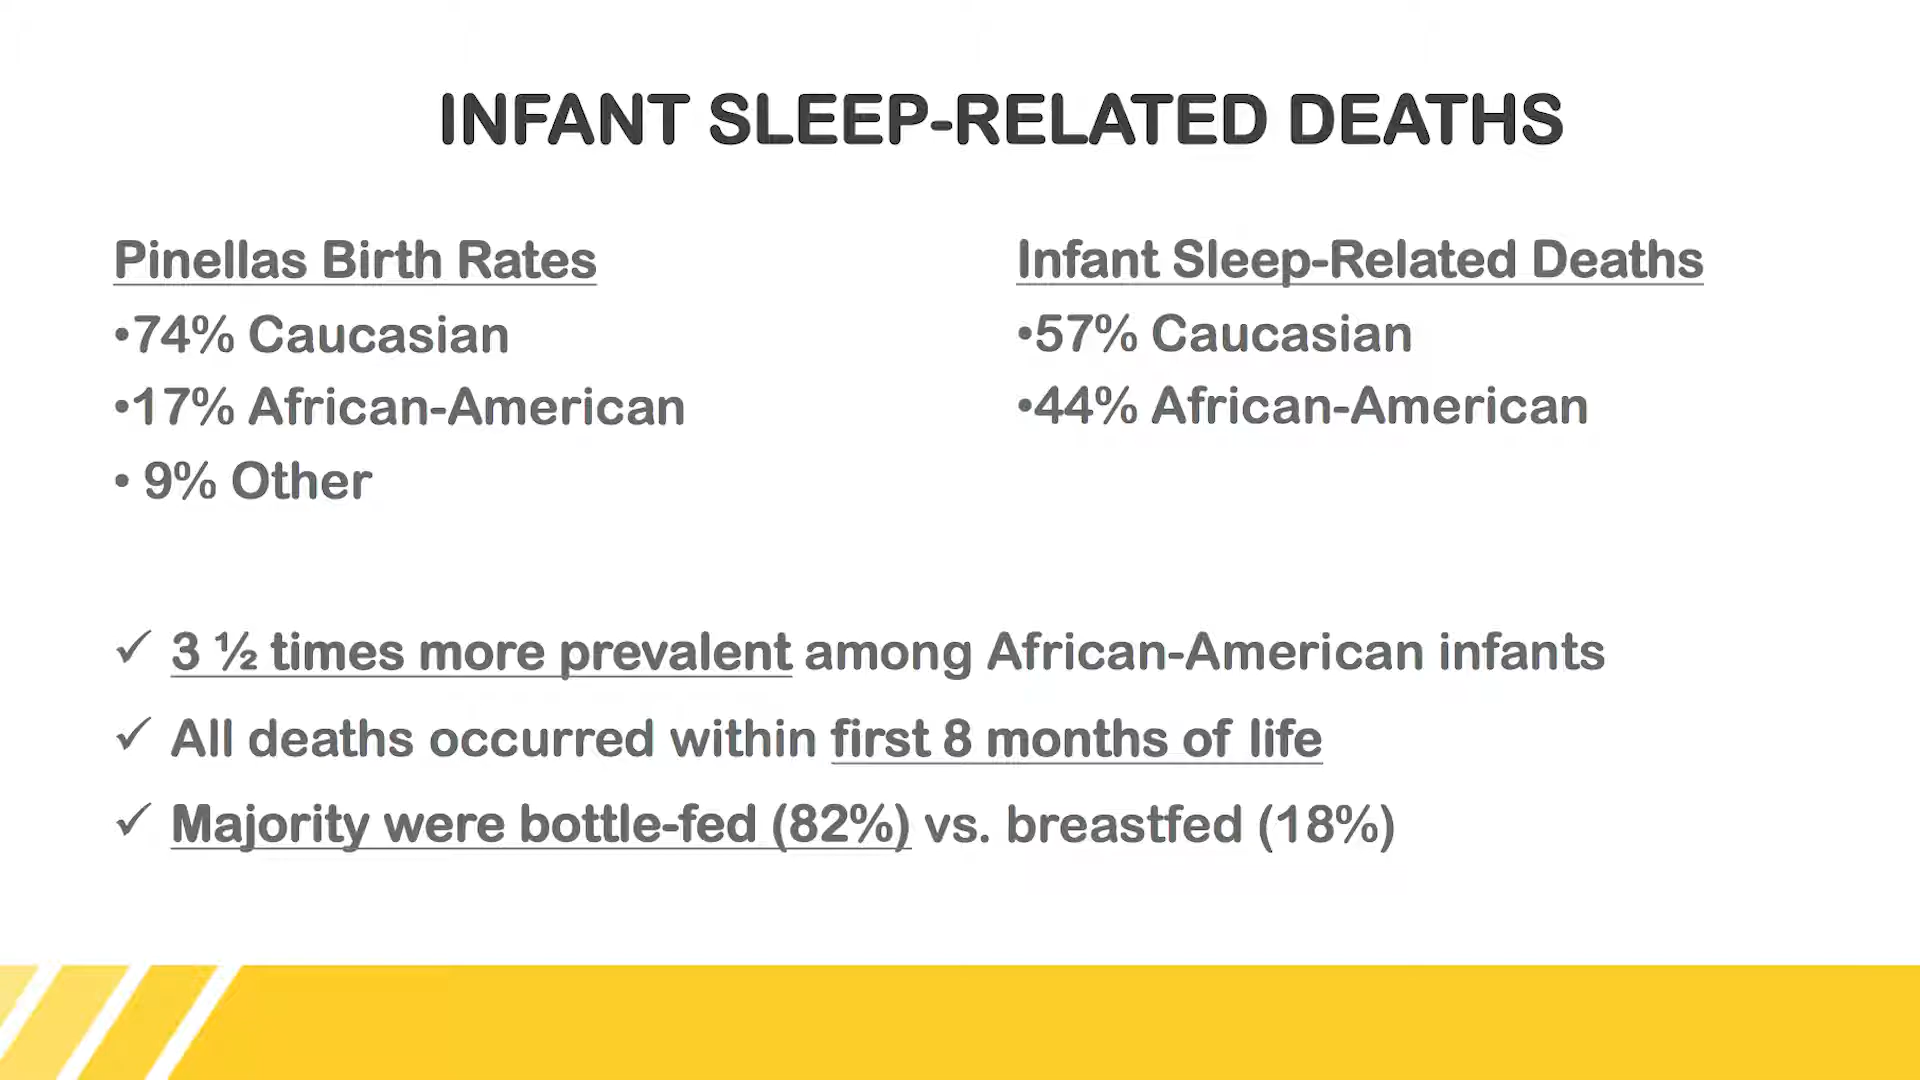 INFANT SLEEP-RELATED DEATHS
Pinellas Birth Rates
•74% Caucasian
•17% African-American
• 9% Other
Infant Sleep-Related Deaths
•57% Caucasian
•44% African-American
✓ 3 ½ times more prevalent among African-American infants
✓ All deaths occurred within first 8 months of life
✓ Majority were bottle-fed (82%) vs. breastfed (18%)